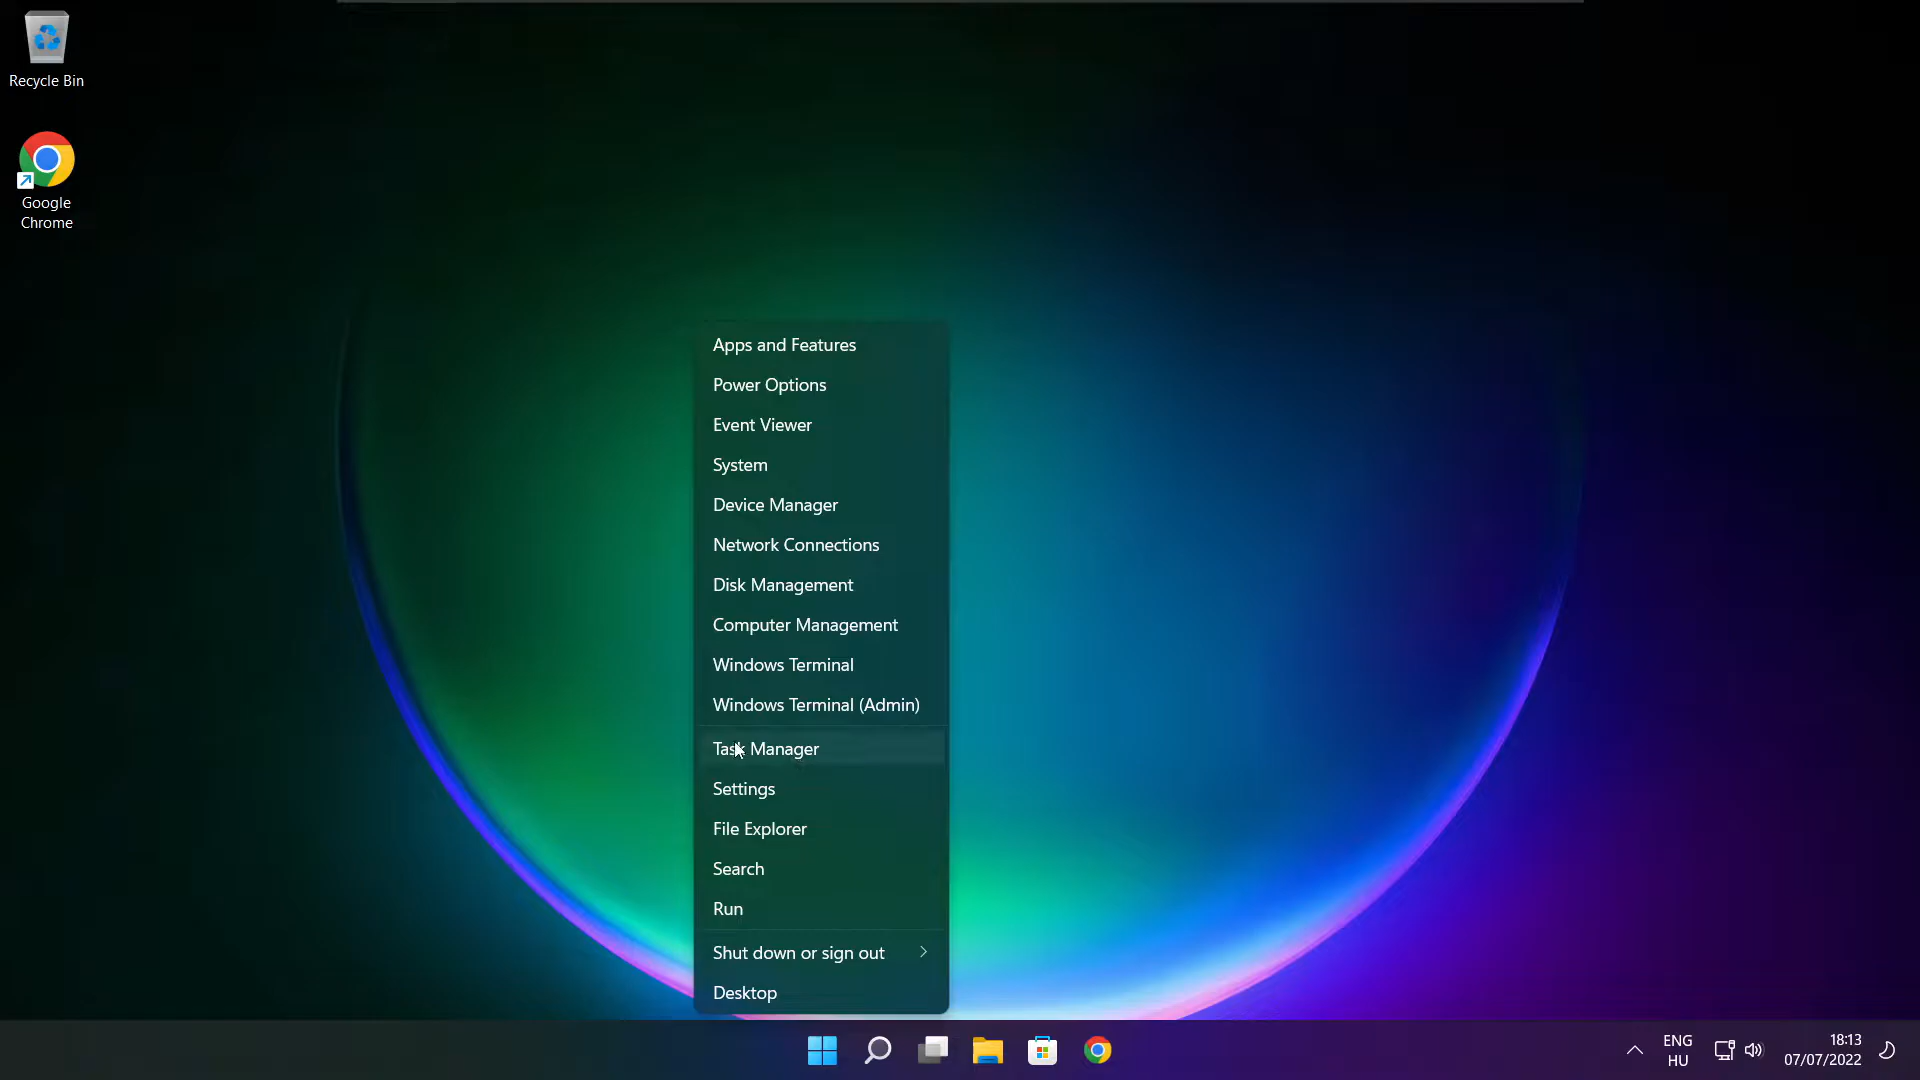 Recycle Bin
Google
Chrome
Apps and Features
Power Options
Event Viewer
System
Device Manager
Network Connections
Disk Management
Computer Management
Windows Terminal
Windows Terminal (Admin)
Task Manager
Settings
File Explorer
Search
Run
Shut down or sign out
Desktop
ENG
HU
18:13
07/07/2022